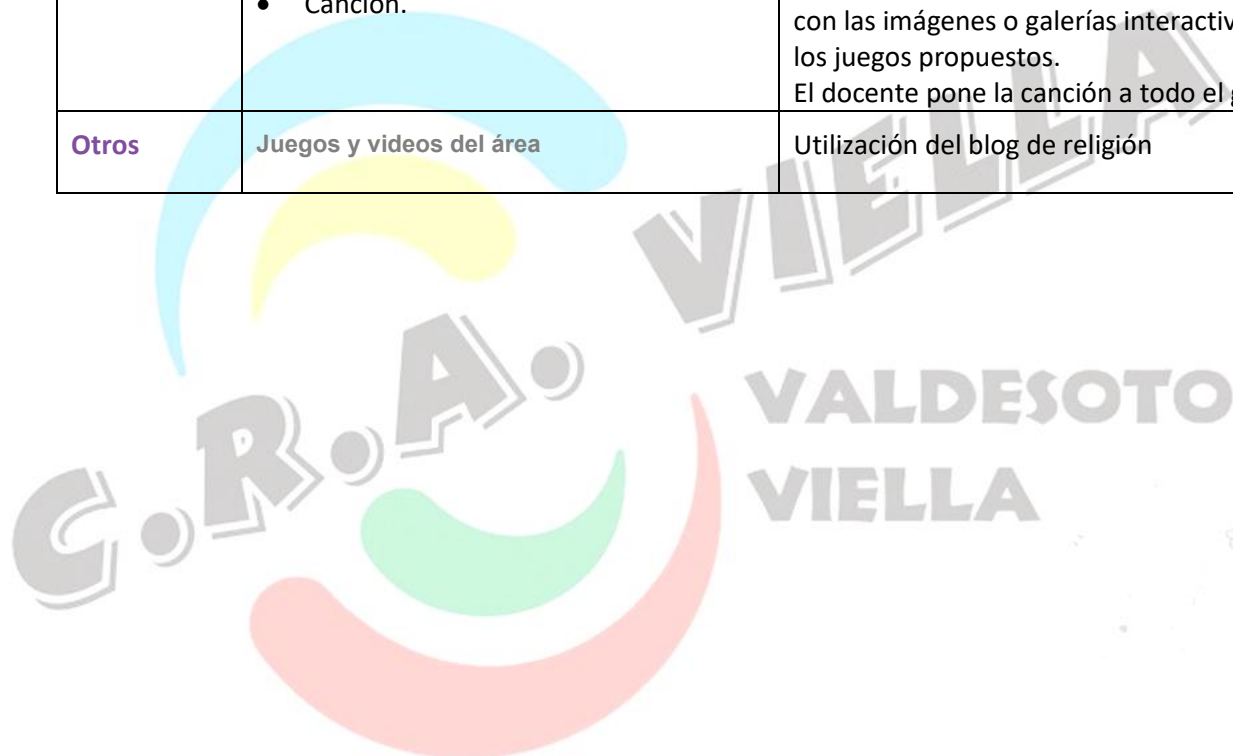 • Canción.
con las imágenes o galerías interactiv
los juegos propuestos.
El docente pone la canción a todo el g
Otros
Juegos y videos del área
Utilización del blog de religión
C.R.A. VIELLA
VALDESOTO
VIELLA